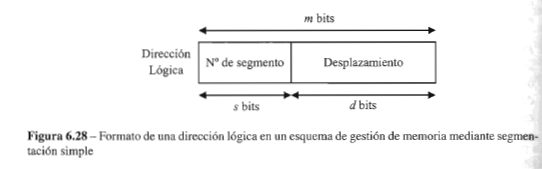 m bits
Dirección
Lógica
Nº de segmento
Desplazamiento
s bits
d bits
Figura 6.28 – Formato de una dirección lógica en un esquema de gestión de memoria mediante segmen-
tación simple